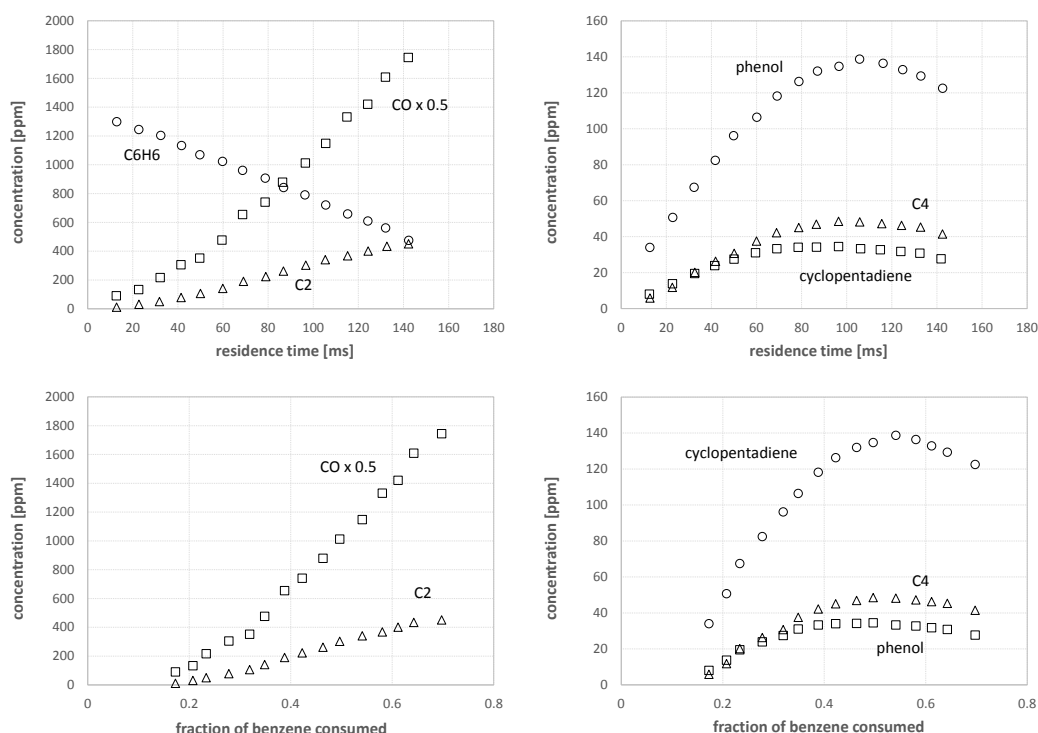 2000
1800
1600
1400
1200
1000
800
600
400
200
0
concentration [ppm]
CO x 0.5
C6H6
C2
0 20 40 60 80 100 120 140 160 180
residence time [ms]
160
140
120
100
80
60
40
20
0
concentration [ppm]
phenol
C4
cyclopentadiene
0 20 40 60 80 100 120 140 160 180
residence time [ms]
2000
1800
1600
1400
1200
1000
800
600
400
200
0
concentration [ppm]
CO x 0.5
C2
0 0.2 0.4 0.6 0.8
fraction of benzene consumed
160
140
120
100
80
60
40
20
0
concentration [ppm]
cyclopentadiene
C4
phenol
0 0.2 0.4 0.6 0.8
fraction of benzene consumed